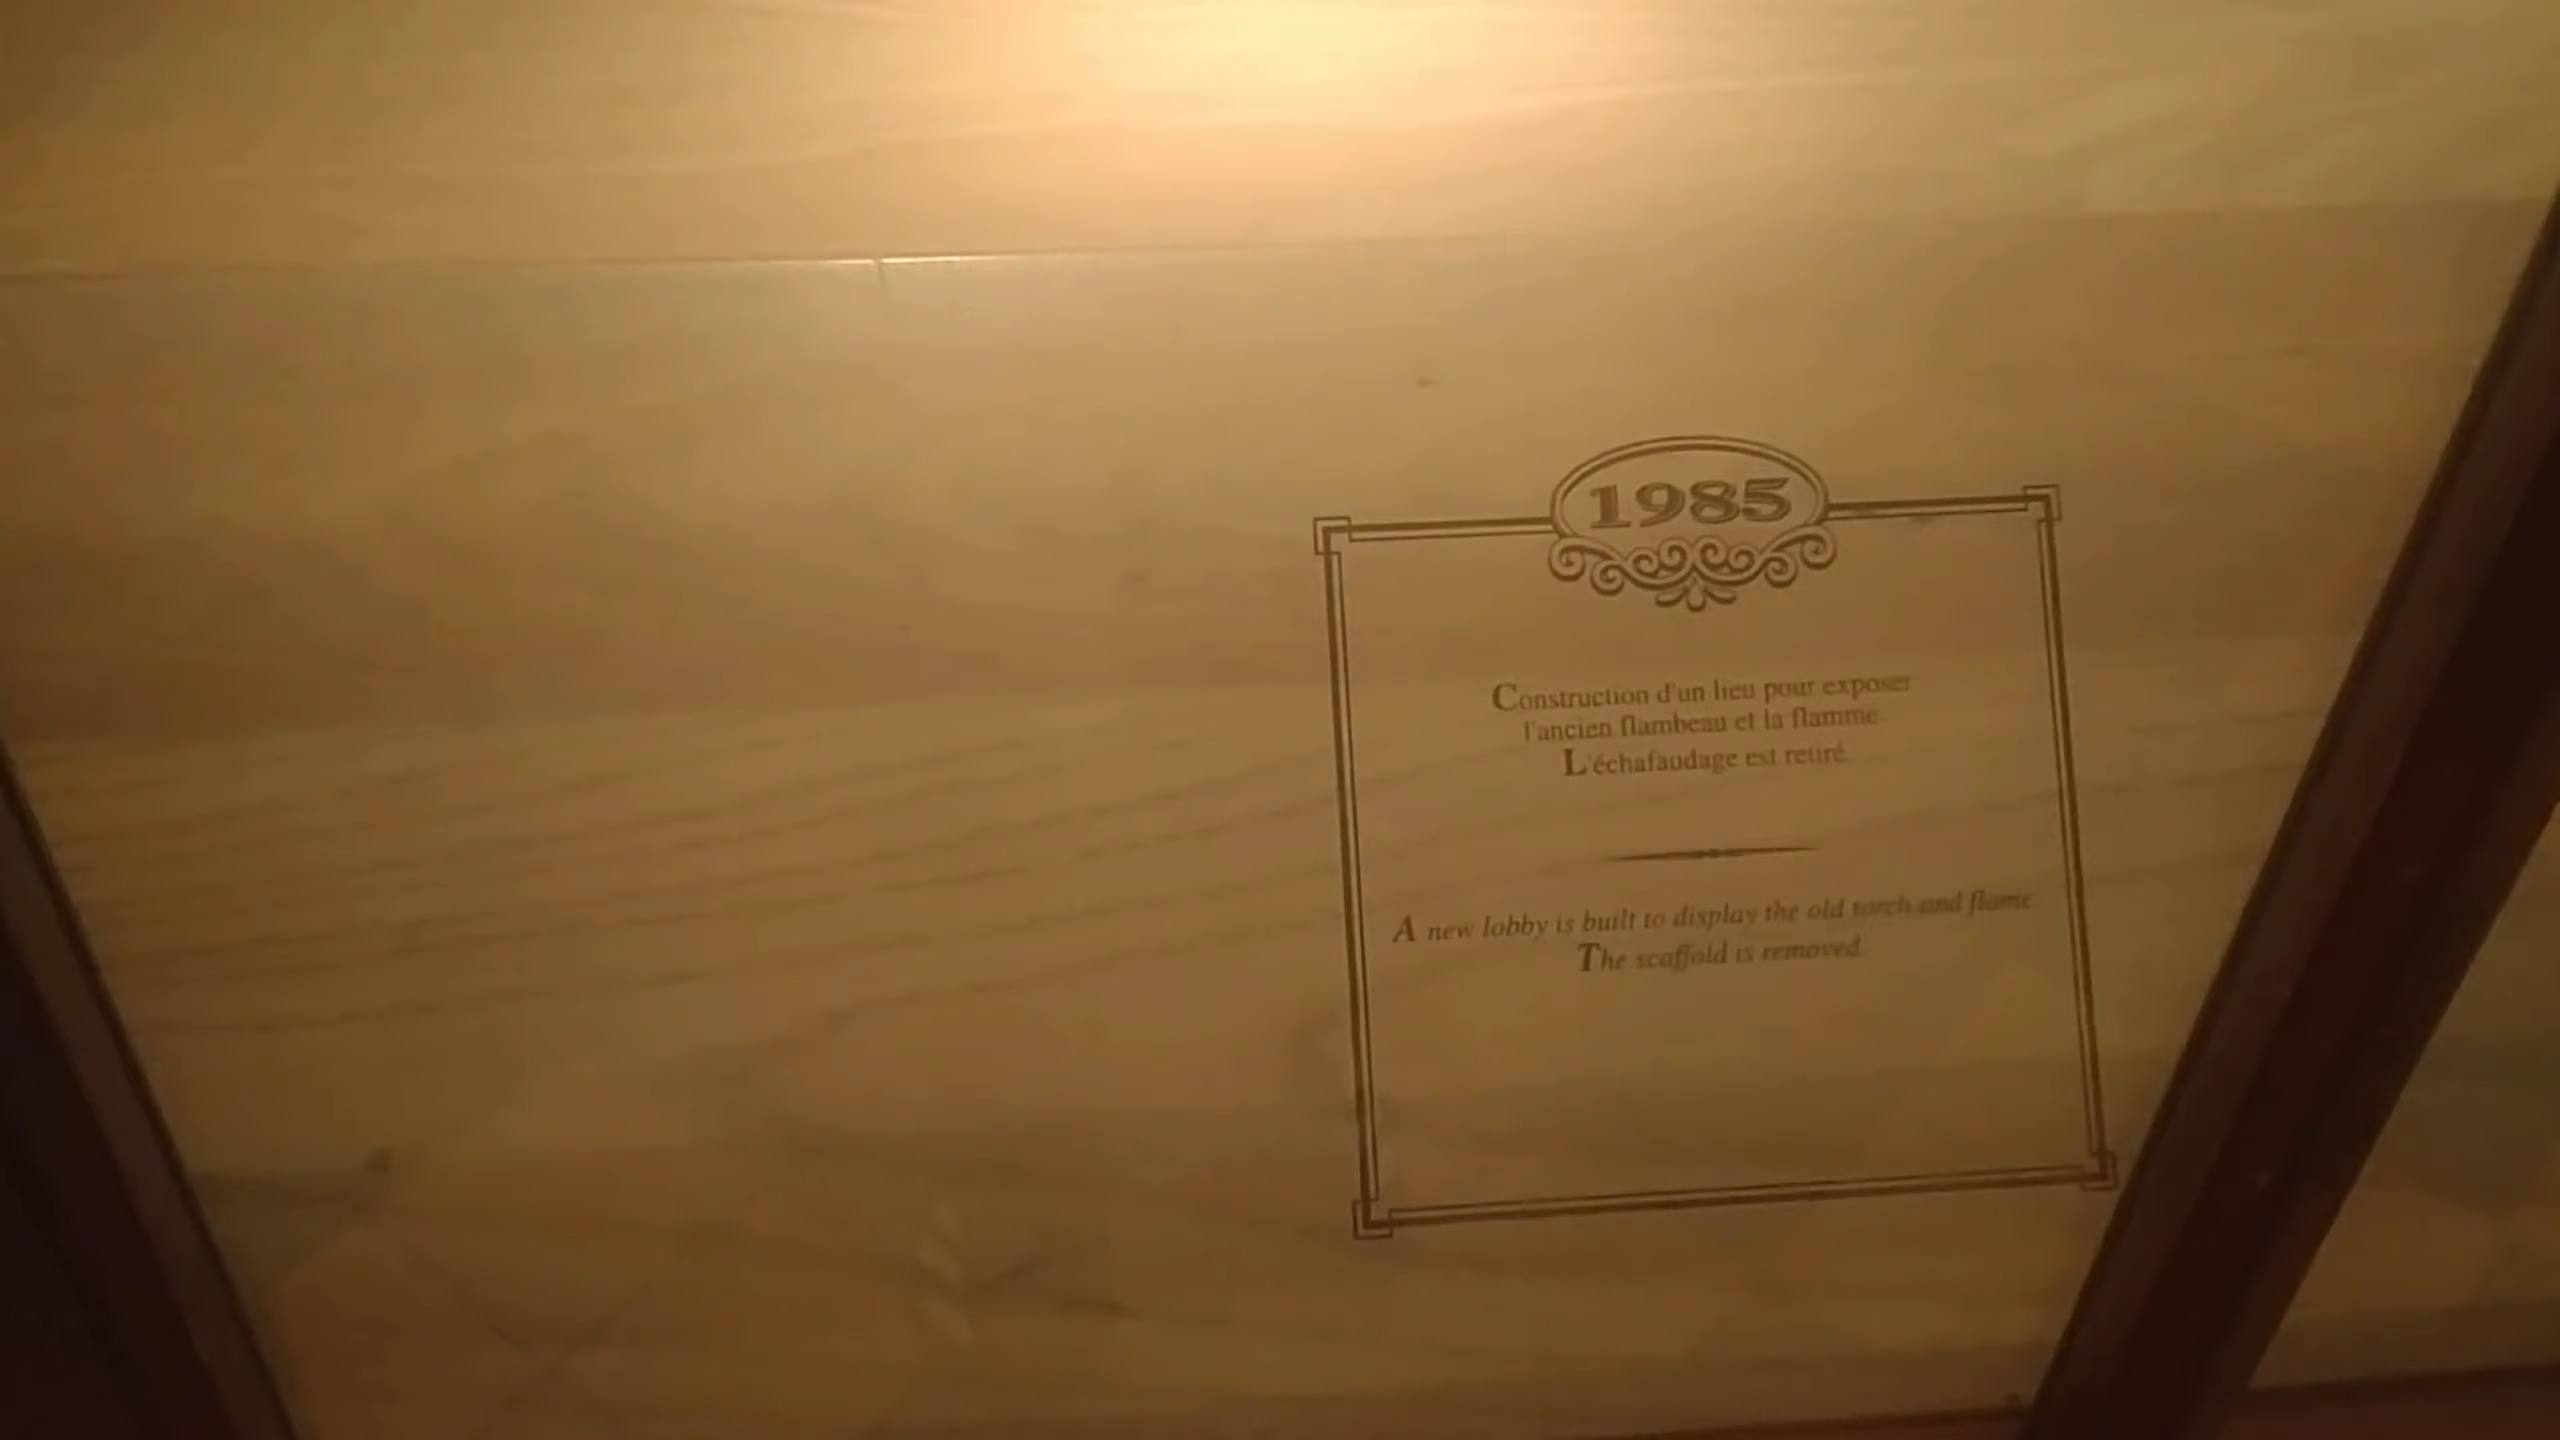 1985
Construction d'un lieu pour exposer
l'ancien flambeau et la flamme.
L'échafaudage est retiré.
A new lobby is built to display the old torch and flame
The scaffold is removed.